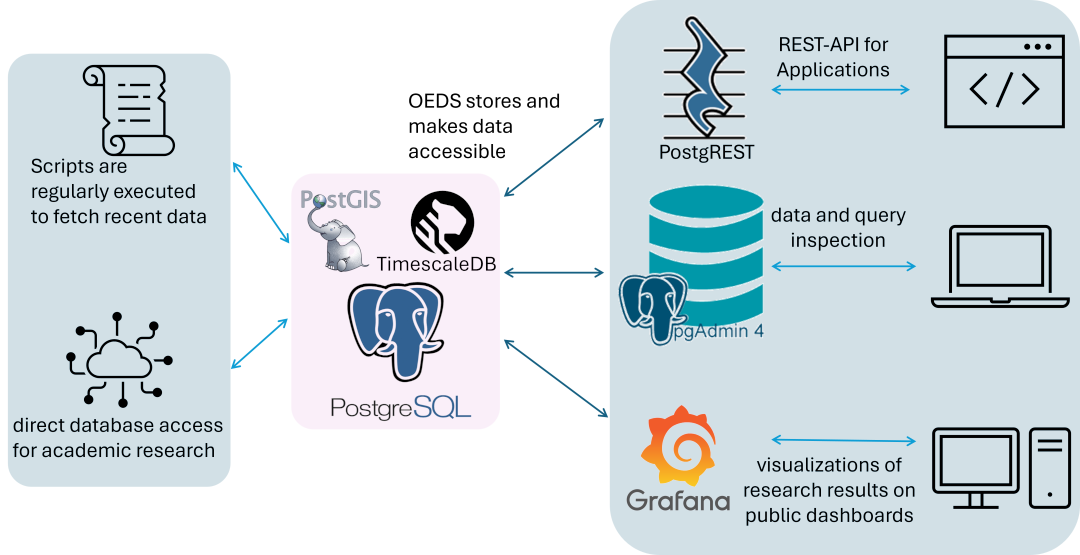 Scripts are
regularly executed
to fetch recent data
direct database access
for academic research
OEDS stores and
makes data
accessible
PostGIS
TimescaleDB
PostgreSQL
PostgREST
REST-API for
Applications
</>
pgAdmin 4
data and query
inspection
Grafana
visualizations of
research results on
public dashboards